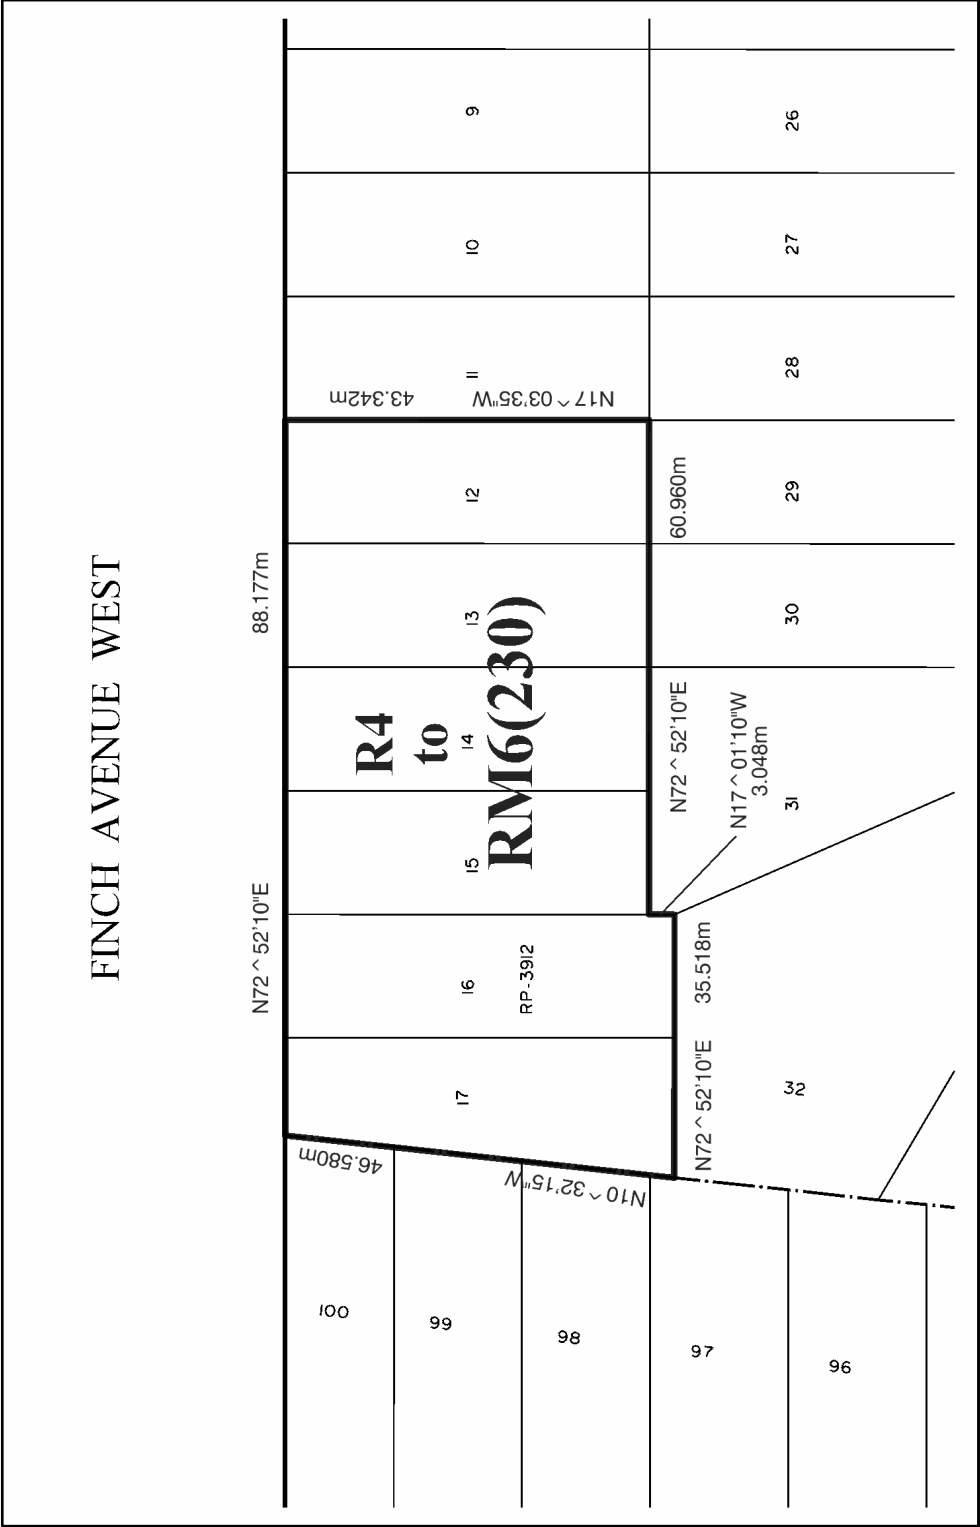 FINCH AVENUE WEST
N72^52'10"E
88.177m
46.580m
N10^32'15"W
43.342m
N17^03'35"W
R4
to
RM6(230)
17
16
15
14
13
12
11
10
9
RP-3912
N72^52'10"E
35.518m
N72^52'10"E
60.960m
N17^01'10"W
3.048m
100
99
98
97
96
32
31
30
29
28
27
26